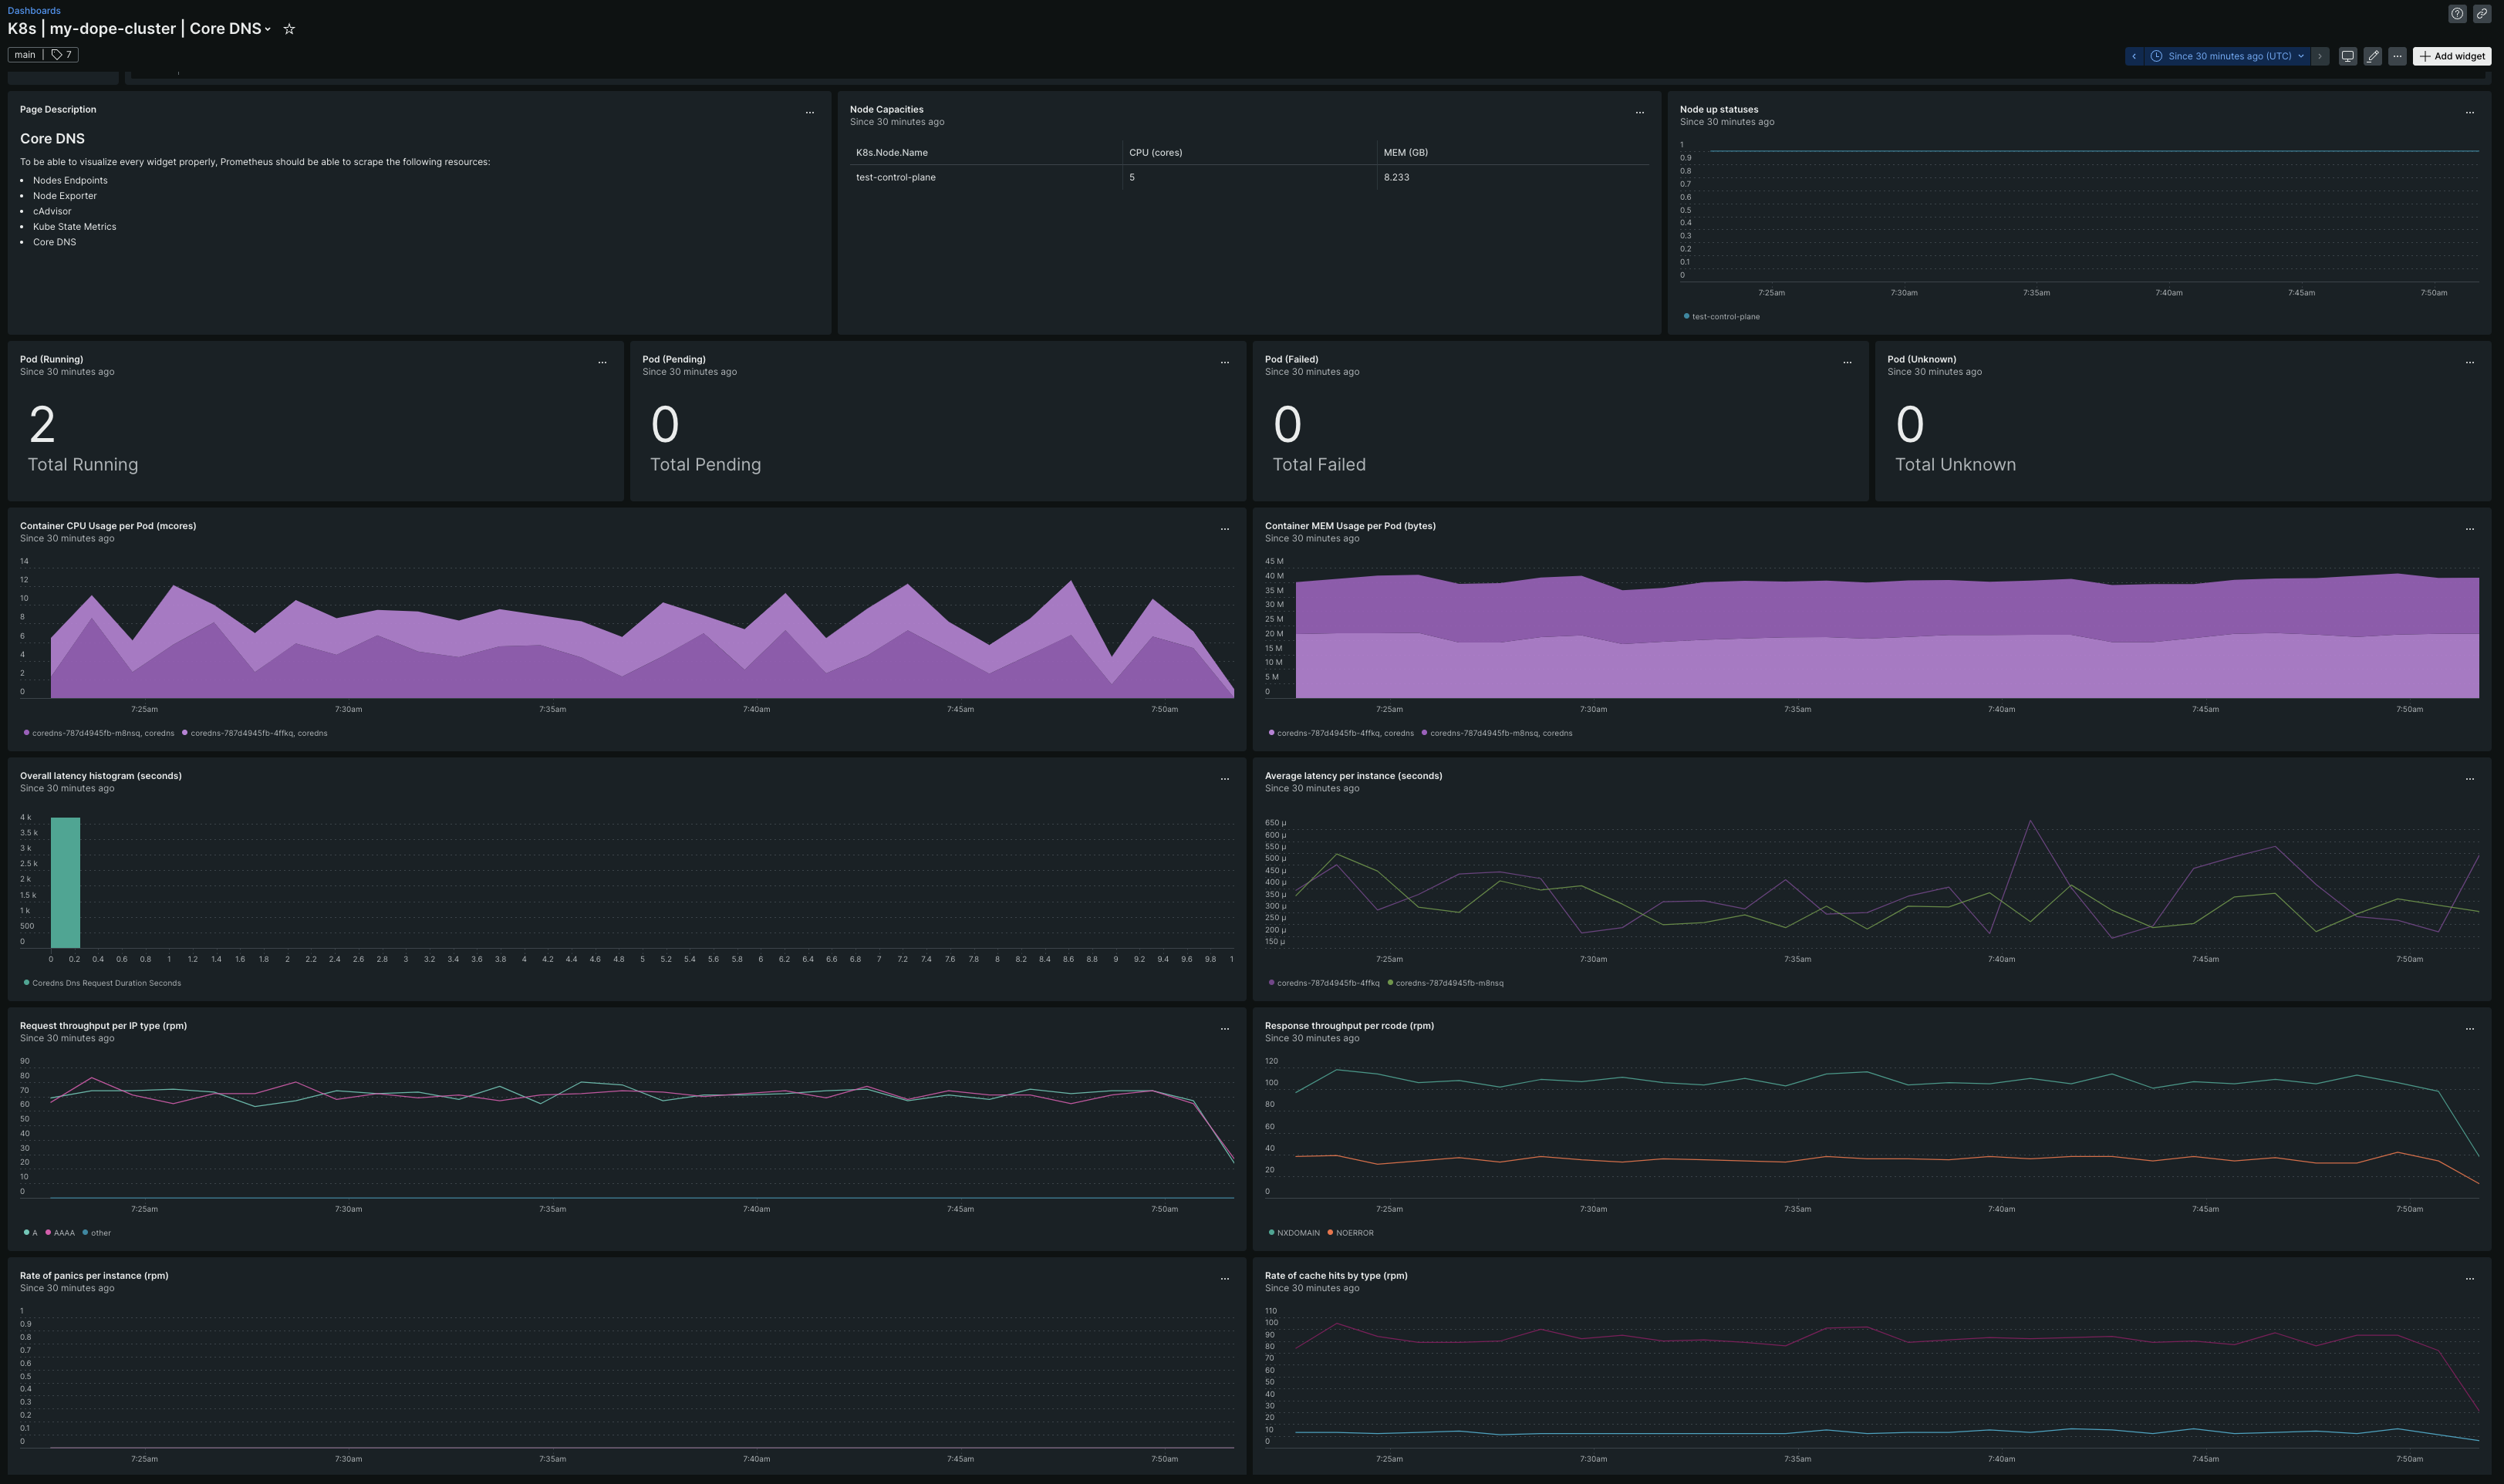 Dashboards
K8s | my-dope-cluster | Core DNS
main | 7
Since 30 minutes ago (UTC)
Add widget
Page Description
Core DNS
To be able to visualize every widget properly, Prometheus should be able to scrape the following resources:
• Nodes Endpoints
• Node Exporter
• cAdvisor
• Kube State Metrics
• Core DNS
Node Capacities
Since 30 minutes ago
K8s.Node.Name CPU (cores) MEM (GB)
test-control-plane 5 8.233
Node up statuses
Since 30 minutes ago
1
0.9
0.8
0.7
0.6
0.5
0.4
0.3
0.2
0.1
0
7:25am 7:30am 7:35am 7:40am 7:45am 7:50am
test-control-plane
Pod (Running)
Since 30 minutes ago
2
Total Running
Pod (Pending)
Since 30 minutes ago
0
Total Pending
Pod (Failed)
Since 30 minutes ago
0
Total Failed
Pod (Unknown)
Since 30 minutes ago
0
Total Unknown
Container CPU Usage per Pod (mcores)
Since 30 minutes ago
14
12
10
8
6
4
2
0
7:25am 7:30am 7:35am 7:40am 7:45am 7:50am
coredns-787d4945fb-m8nsq, coredns coredns-787d4945fb-4ffkq, coredns
Container MEM Usage per Pod (bytes)
Since 30 minutes ago
45 M
40 M
35 M
30 M
25 M
20 M
15 M
10 M
5 M
0
7:25am 7:30am 7:35am 7:40am 7:45am 7:50am
coredns-787d4945fb-4ffkq, coredns coredns-787d4945fb-m8nsq, coredns
Overall latency histogram (seconds)
Since 30 minutes ago
4 k
3.5 k
3 k
2.5 k
2 k
1.5 k
1 k
500
0
0 0.2 0.4 0.6 0.8 1 1.2 1.4 1.6 1.8 2 2.2 2.4 2.6 2.8 3 3.2 3.4 3.6 3.8 4 4.2 4.4 4.6 4.8 5 5.2 5.4 5.6 5.8 6 6.2 6.4 6.6 6.8 7 7.2 7.4 7.6 7.8 8 8.2 8.4 8.6 8.8 9 9.2 9.4 9.6 9.8 1
Coredns Dns Request Duration Seconds
Average latency per instance (seconds)
Since 30 minutes ago
650 µ
600 µ
550 µ
500 µ
450 µ
400 µ
350 µ
300 µ
250 µ
200 µ
150 µ
7:25am 7:30am 7:35am 7:40am 7:45am 7:50am
coredns-787d4945fb-4ffkq coredns-787d4945fb-m8nsq
Request throughput per IP type (rpm)
Since 30 minutes ago
90
80
70
60
50
40
30
20
10
0
7:25am 7:30am 7:35am 7:40am 7:45am 7:50am
A AAAA other
Response throughput per rcode (rpm)
Since 30 minutes ago
120
100
80
60
40
20
0
7:25am 7:30am 7:35am 7:40am 7:45am 7:50am
NXDOMAIN NOERROR
Rate of panics per instance (rpm)
Since 30 minutes ago
1
0.9
0.8
0.7
0.6
0.5
0.4
0.3
0.2
0.1
0
7:25am 7:30am 7:35am 7:40am 7:45am 7:50am
Rate of cache hits by type (rpm)
Since 30 minutes ago
110
100
90
80
70
60
50
40
30
20
10
0
7:25am 7:30am 7:35am 7:40am 7:45am 7:50am